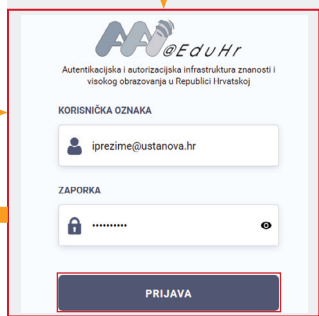 AAI@EduHr
Autentikacijska i autorizacijska infrastruktura znanosti i
visokog obrazovanja u Republici Hrvatskoj
KORISNIČKA OZNAKA
iprezime@ustanova.hr
ZAPORKA
••••••••••
PRIJAVA